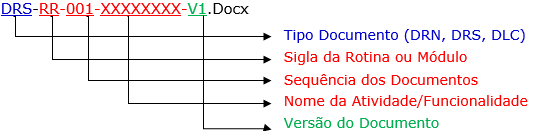 DRS-RR-001-XXXXXXXX-V1.Docx
Tipo Documento (DRN, DRS, DLC)
Sigla da Rotina ou Módulo
Sequência dos Documentos
Nome da Atividade/Funcionalidade
Versão do Documento